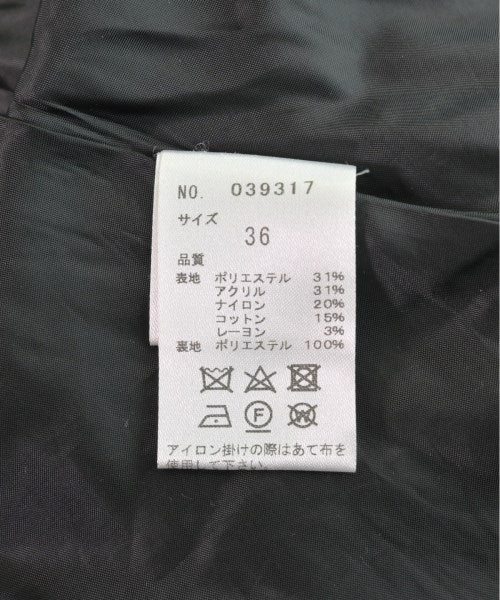 NO. 039317
サイズ
36
品質
表地 ポリエステル 31%
アクリル 31%
ナイロン 20%
コットン 15%
レーヨン 3%
裏地 ポリエステル 100%
F W
アイロン掛けの際はあて布を
使用して下さい。